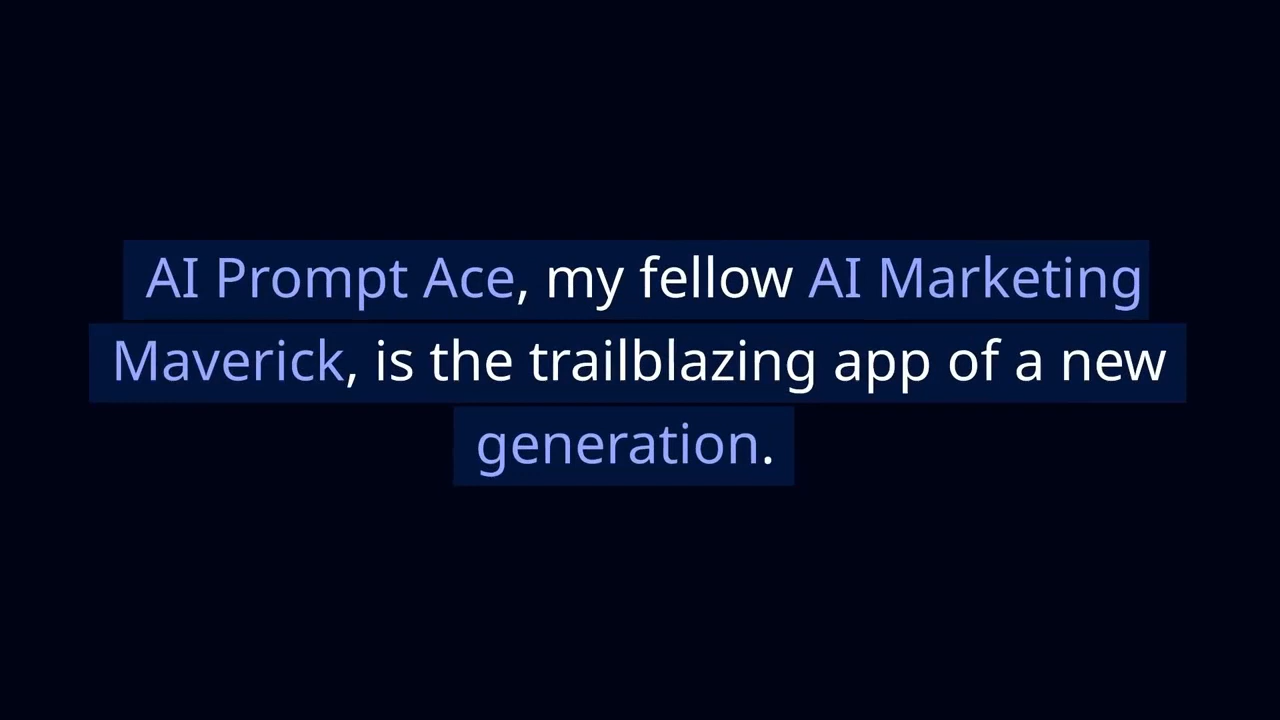 AI Prompt Ace, my fellow AI Marketing
Maverick, is the trailblazing app of a new
generation.